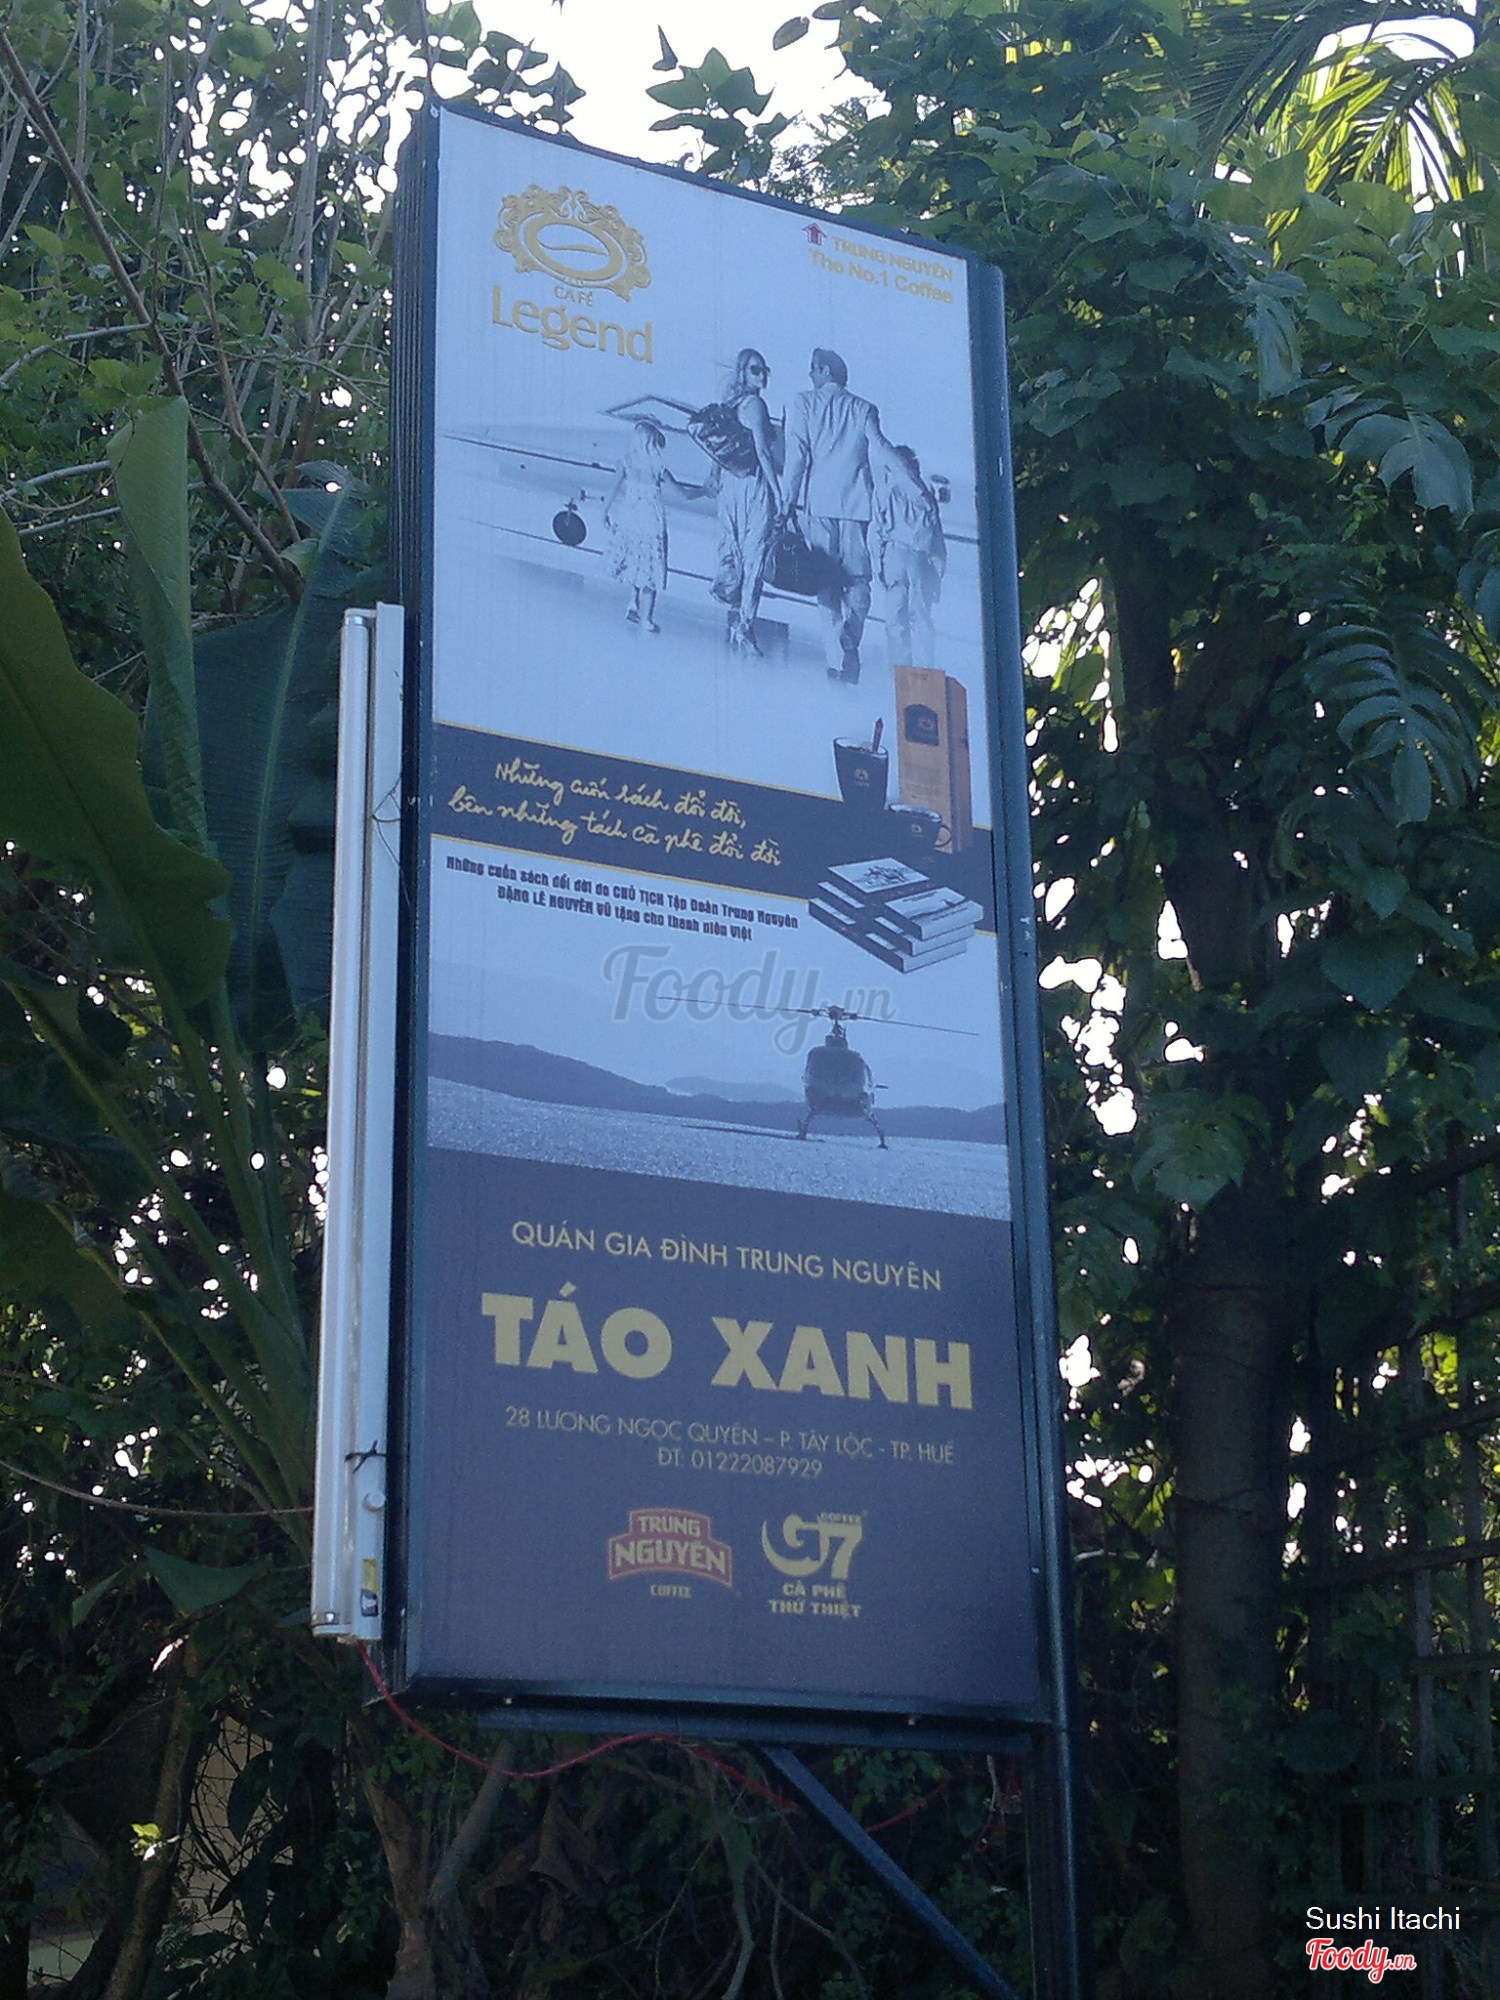 CAFÉ
Legend
TRUNG NGUYÊN
The No.1 Coffee
Những cuốn sách đổi đời,
bên những tách cà phê đổi đời
Những cuốn sách đổi đời do CHỦ TỊCH Tập Đoàn Trung Nguyên
ĐẶNG LÊ NGUYÊN VŨ tặng cho thanh niên Việt
Foody.vn
QUÁN GIA ĐÌNH TRUNG NGUYÊN
TÁO XANH
28 LƯƠNG NGỌC QUYẾN – P. TÂY LỘC - TP. HUẾ
ĐT: 01222087929
TRUNG
NGUYÊN
COFFEE
COFFEE
G7
CÀ PHÊ
THỨ THIỆT
Sushi Itachi
Foody.vn